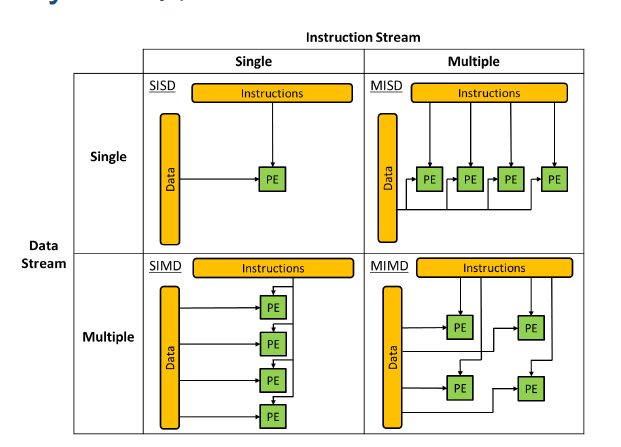 Instruction Stream
Single
Multiple
Data
Stream
Single
SISD
Instructions
Data
PE
MISD
Instructions
Data
PE
PE
PE
PE
Multiple
SIMD
Instructions
Data
PE
PE
PE
PE
MIMD
Instructions
Data
PE
PE
PE
PE